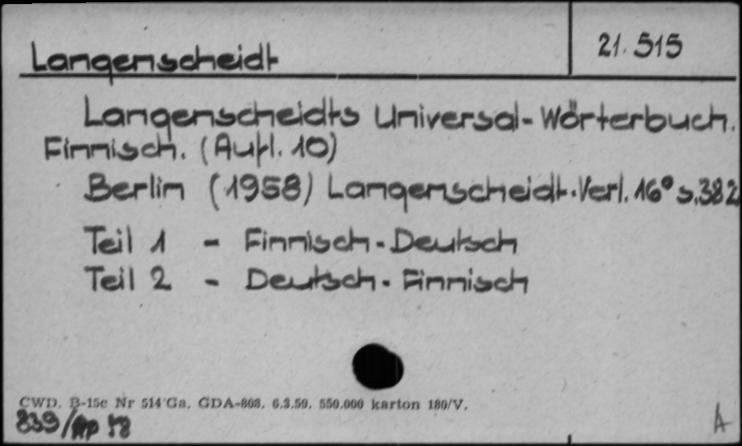 Langenscheidt 21.515
Langenscheidts Universal-Wörterbuch.
Finnisch. (Aufl. 10)
Berlin (1958) Langenscheidt.Verl. 16° s.382
Teil 1 - Finnisch-Deutsch
Teil 2 - Deutsch-Finnisch
CWD. B-15c Nr 514 Ga. GDA-808. 6.3.59. 550.000 karton 180/V.
839/
A